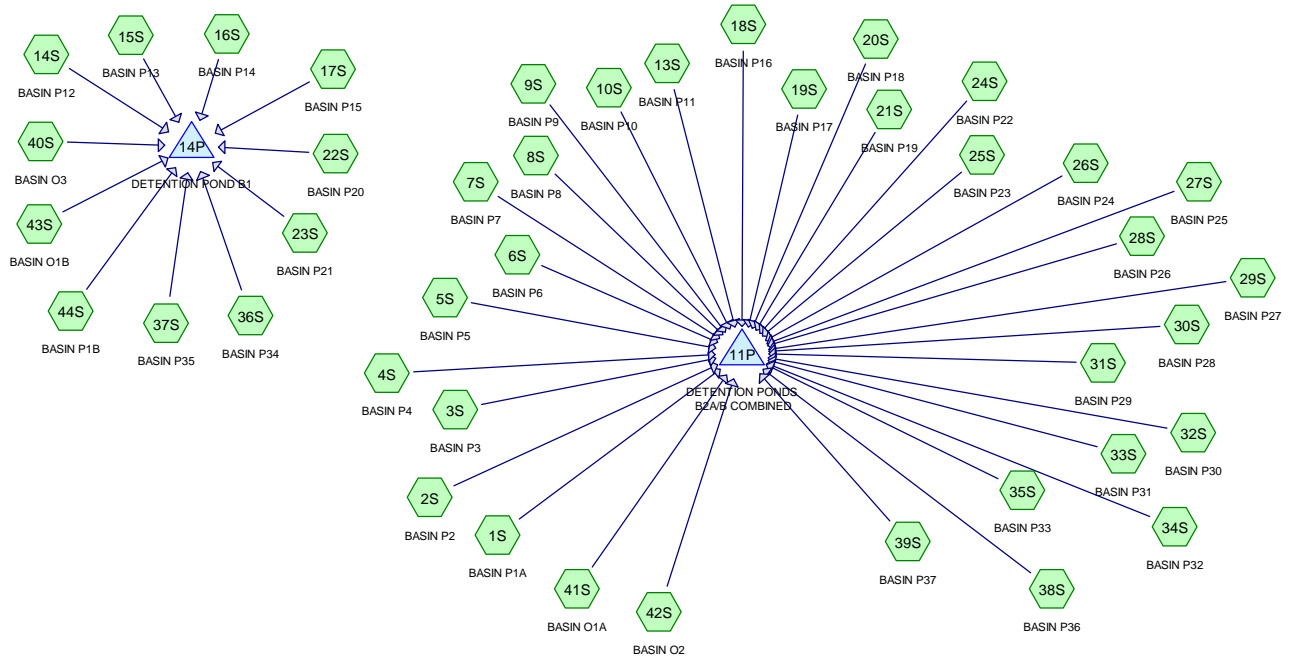 14S
BASIN P12
15S
BASIN P13
16S
BASIN P14
17S
BASIN P15
40S
BASIN O3
14P
DETENTION POND B1
22S
BASIN P20
43S
BASIN O1B
23S
BASIN P21
44S
BASIN P1B
37S
BASIN P35
36S
BASIN P34
18S
BASIN P16
20S
BASIN P18
13S
BASIN P11
9S
BASIN P9
10S
BASIN P10
19S
BASIN P17
21S
BASIN P19
24S
BASIN P22
8S
BASIN P8
7S
BASIN P7
25S
BASIN P23
26S
BASIN P24
27S
BASIN P25
6S
BASIN P6
28S
BASIN P26
5S
BASIN P5
29S
BASIN P27
30S
BASIN P28
4S
BASIN P4
11P
DETENTION PONDS
B2A/B COMBINED
31S
BASIN P29
3S
BASIN P3
32S
BASIN P30
33S
BASIN P31
2S
BASIN P2
35S
BASIN P33
34S
BASIN P32
1S
BASIN P1A
39S
BASIN P37
41S
BASIN O1A
42S
BASIN O2
38S
BASIN P36